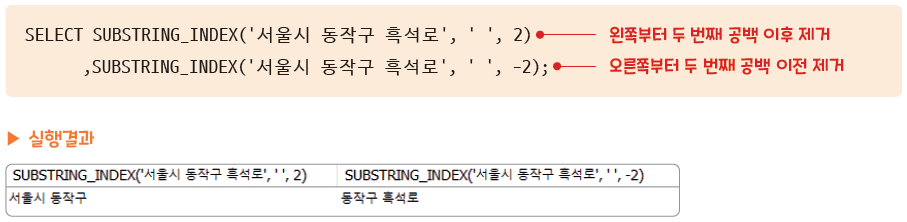 SELECT SUBSTRING_INDEX('서울시 동작구 흑석로', ' ', 2) 왼쪽부터 두 번째 공백 이후 제거
,SUBSTRING_INDEX('서울시 동작구 흑석로', ' ', -2); 오른쪽부터 두 번째 공백 이전 제거
▶ 실행결과
SUBSTRING_INDEX('서울시 동작구 흑석로', ' ', 2) SUBSTRING_INDEX('서울시 동작구 흑석로', ' ', -2)
서울시 동작구 동작구 흑석로